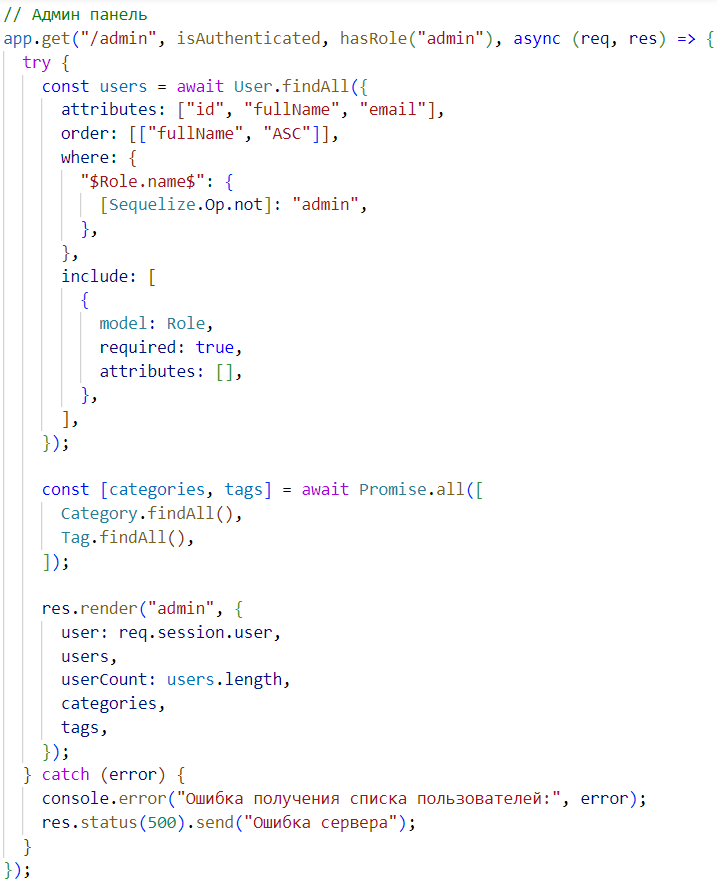 // Админ панель
app.get("/admin", isAuthenticated, hasRole("admin"), async (req, res) => {
  try {
    const users = await User.findAll({
      attributes: ["id", "fullName", "email"],
      order: [["fullName", "ASC"]],
      where: {
        "$Role.name$": {
          [Sequelize.Op.not]: "admin",
        },
      },
      include: [
        {
          model: Role,
          required: true,
          attributes: [],
        },
      ],
    });

    const [categories, tags] = await Promise.all([
      Category.findAll(),
      Tag.findAll(),
    ]);

    res.render("admin", {
      user: req.session.user,
      users,
      userCount: users.length,
      categories,
      tags,
    });
  } catch (error) {
    console.error("Ошибка получения списка пользователей:", error);
    res.status(500).send("Ошибка сервера");
  }
});